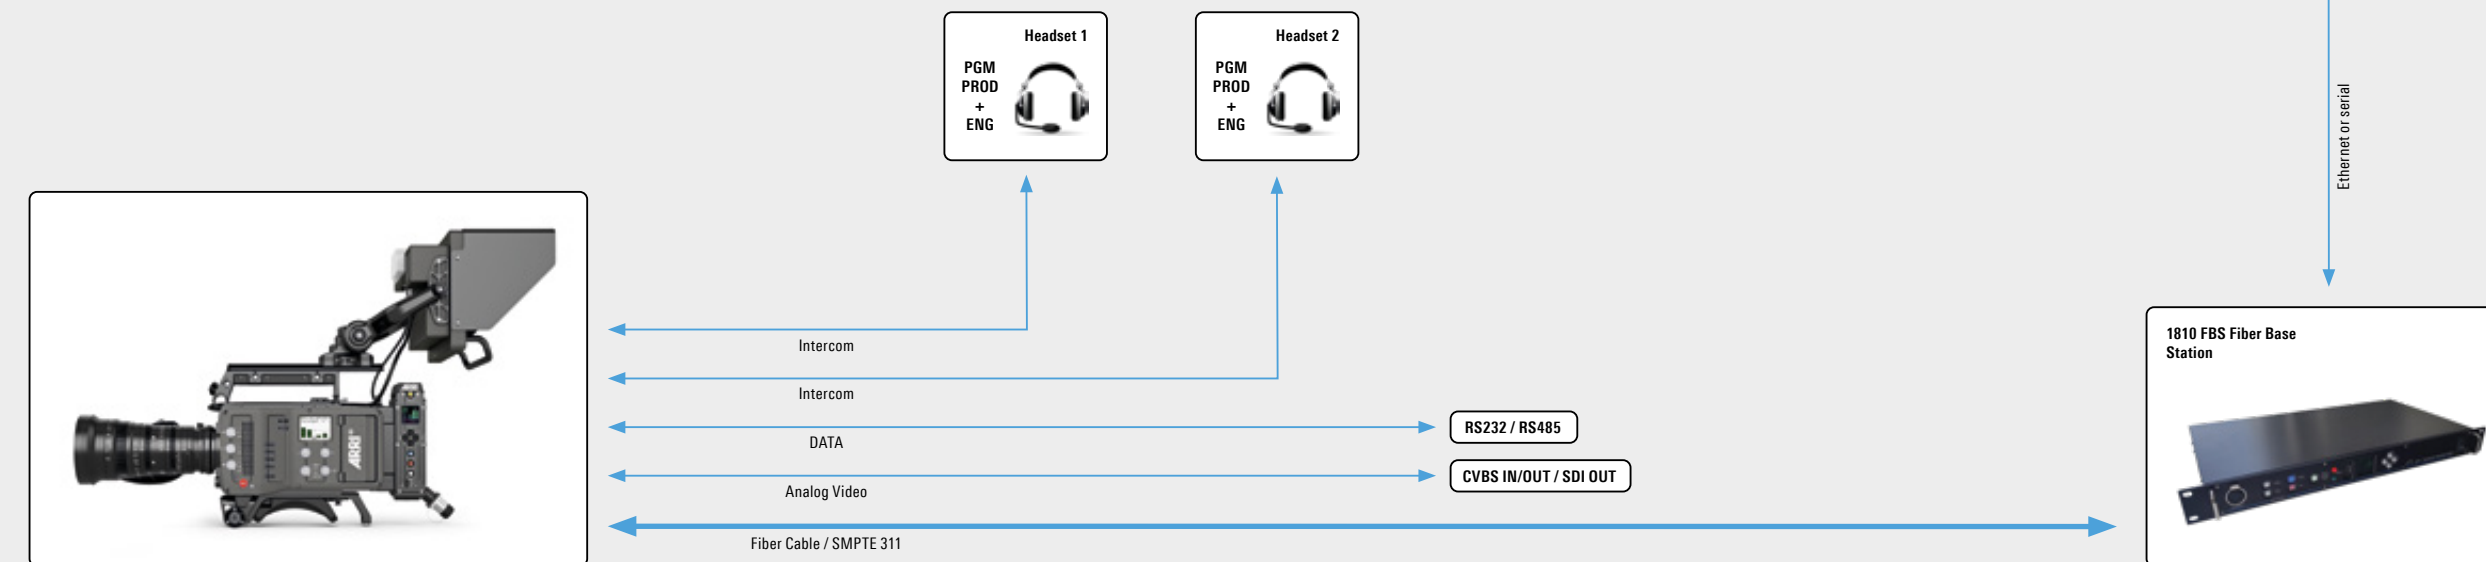 Headset 1
PGM
PROD
+
ENG
Headset 2
PGM
PROD
+
ENG
Ethernet or serial
Intercom
Intercom
DATA
RS232 / RS485
Analog Video
CVBS IN/OUT / SDI OUT
Fiber Cable / SMPTE 311
1810 FBS Fiber Base
Station
ARRI